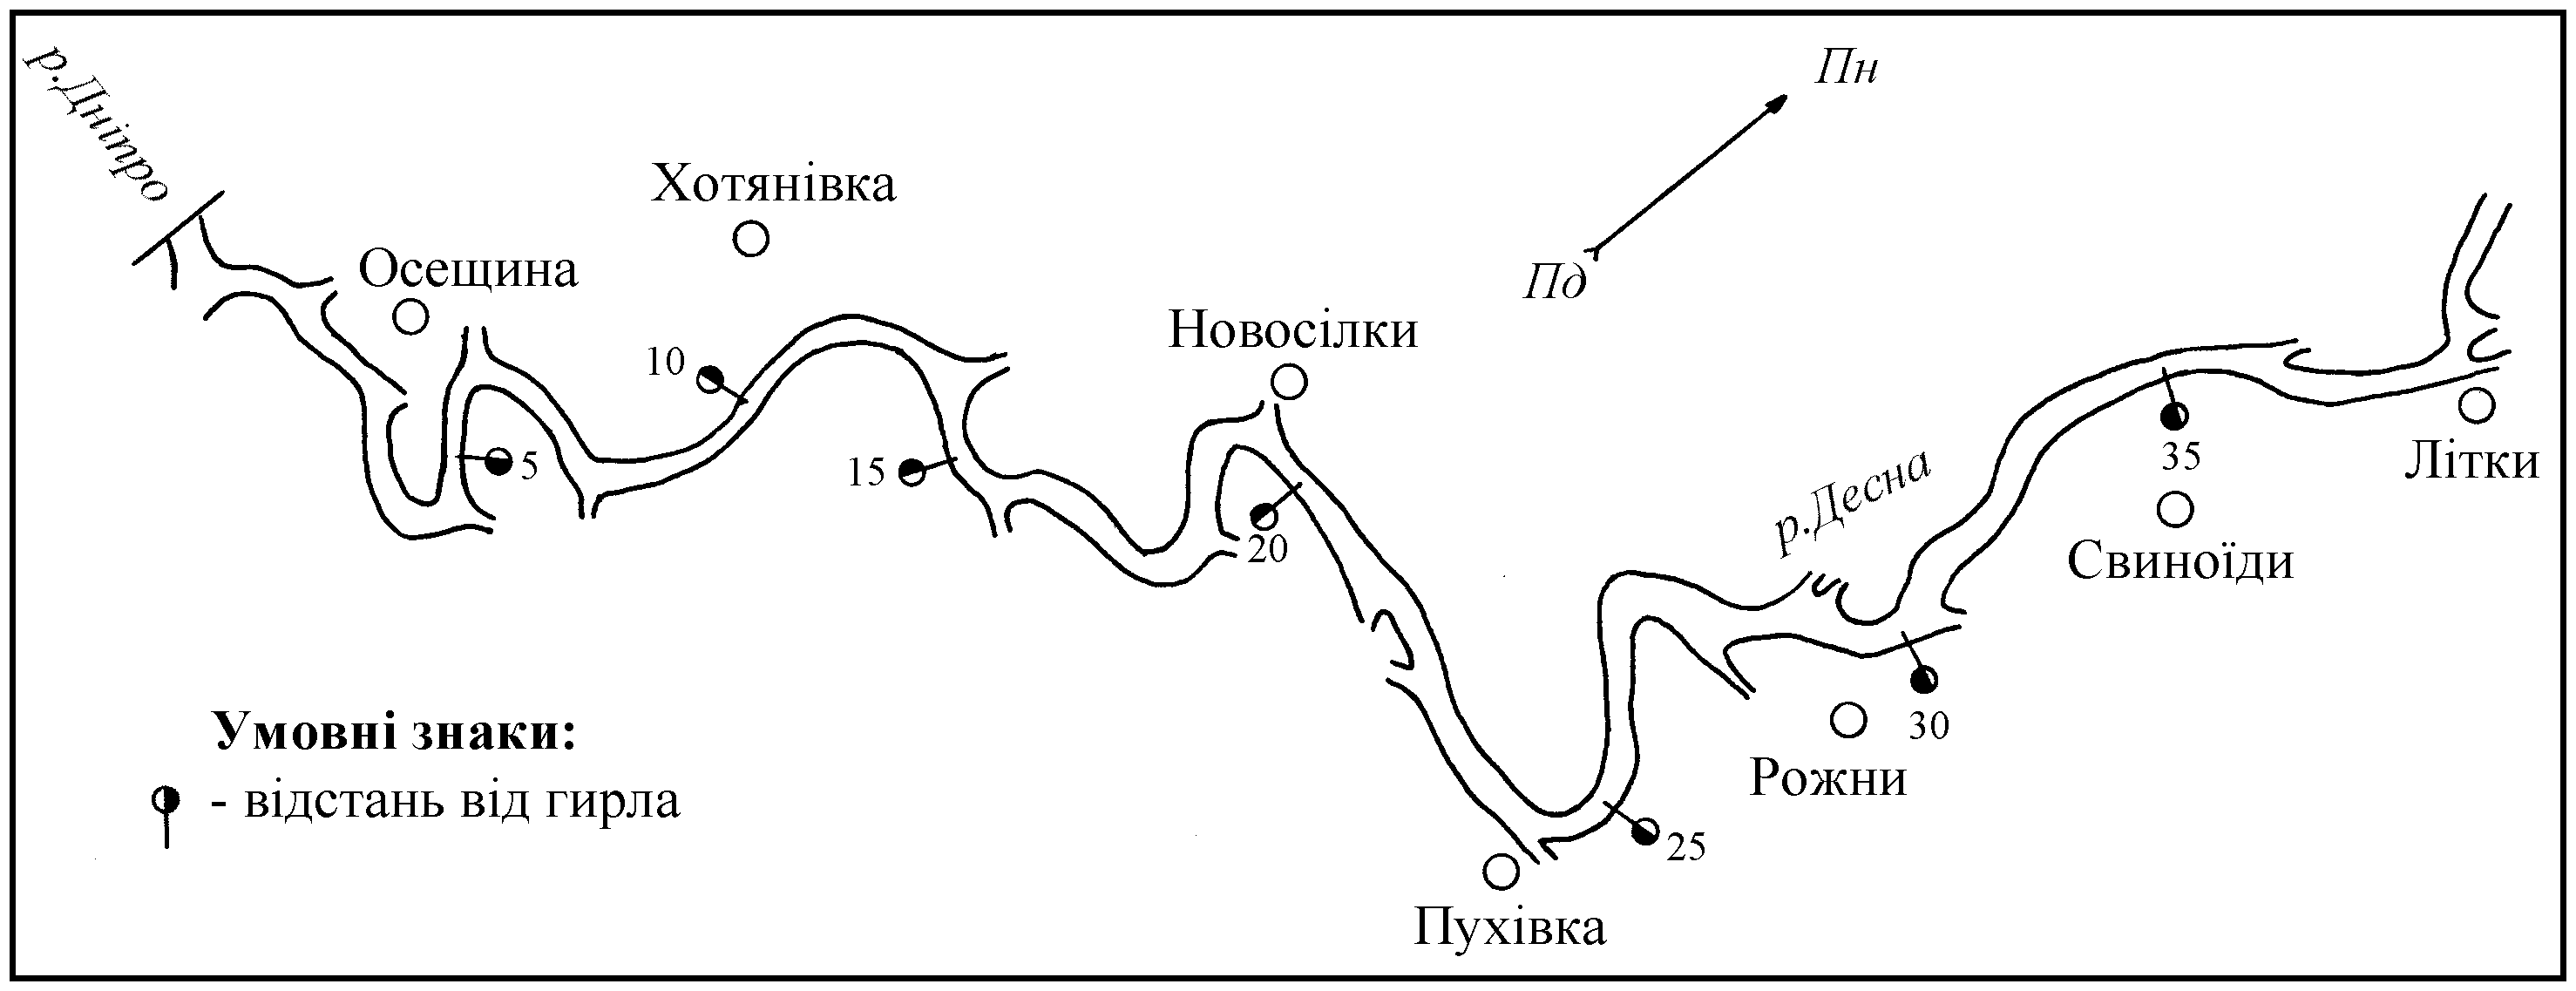 р.Дніпро
Пн
Хотянівка
Осещина
Пд
Новосілки
10
5
15
20
35
Літки
р.Десна
Свиноїди
30
Рожни
25
Пухівка
Умовні знаки:
- відстань від гирла